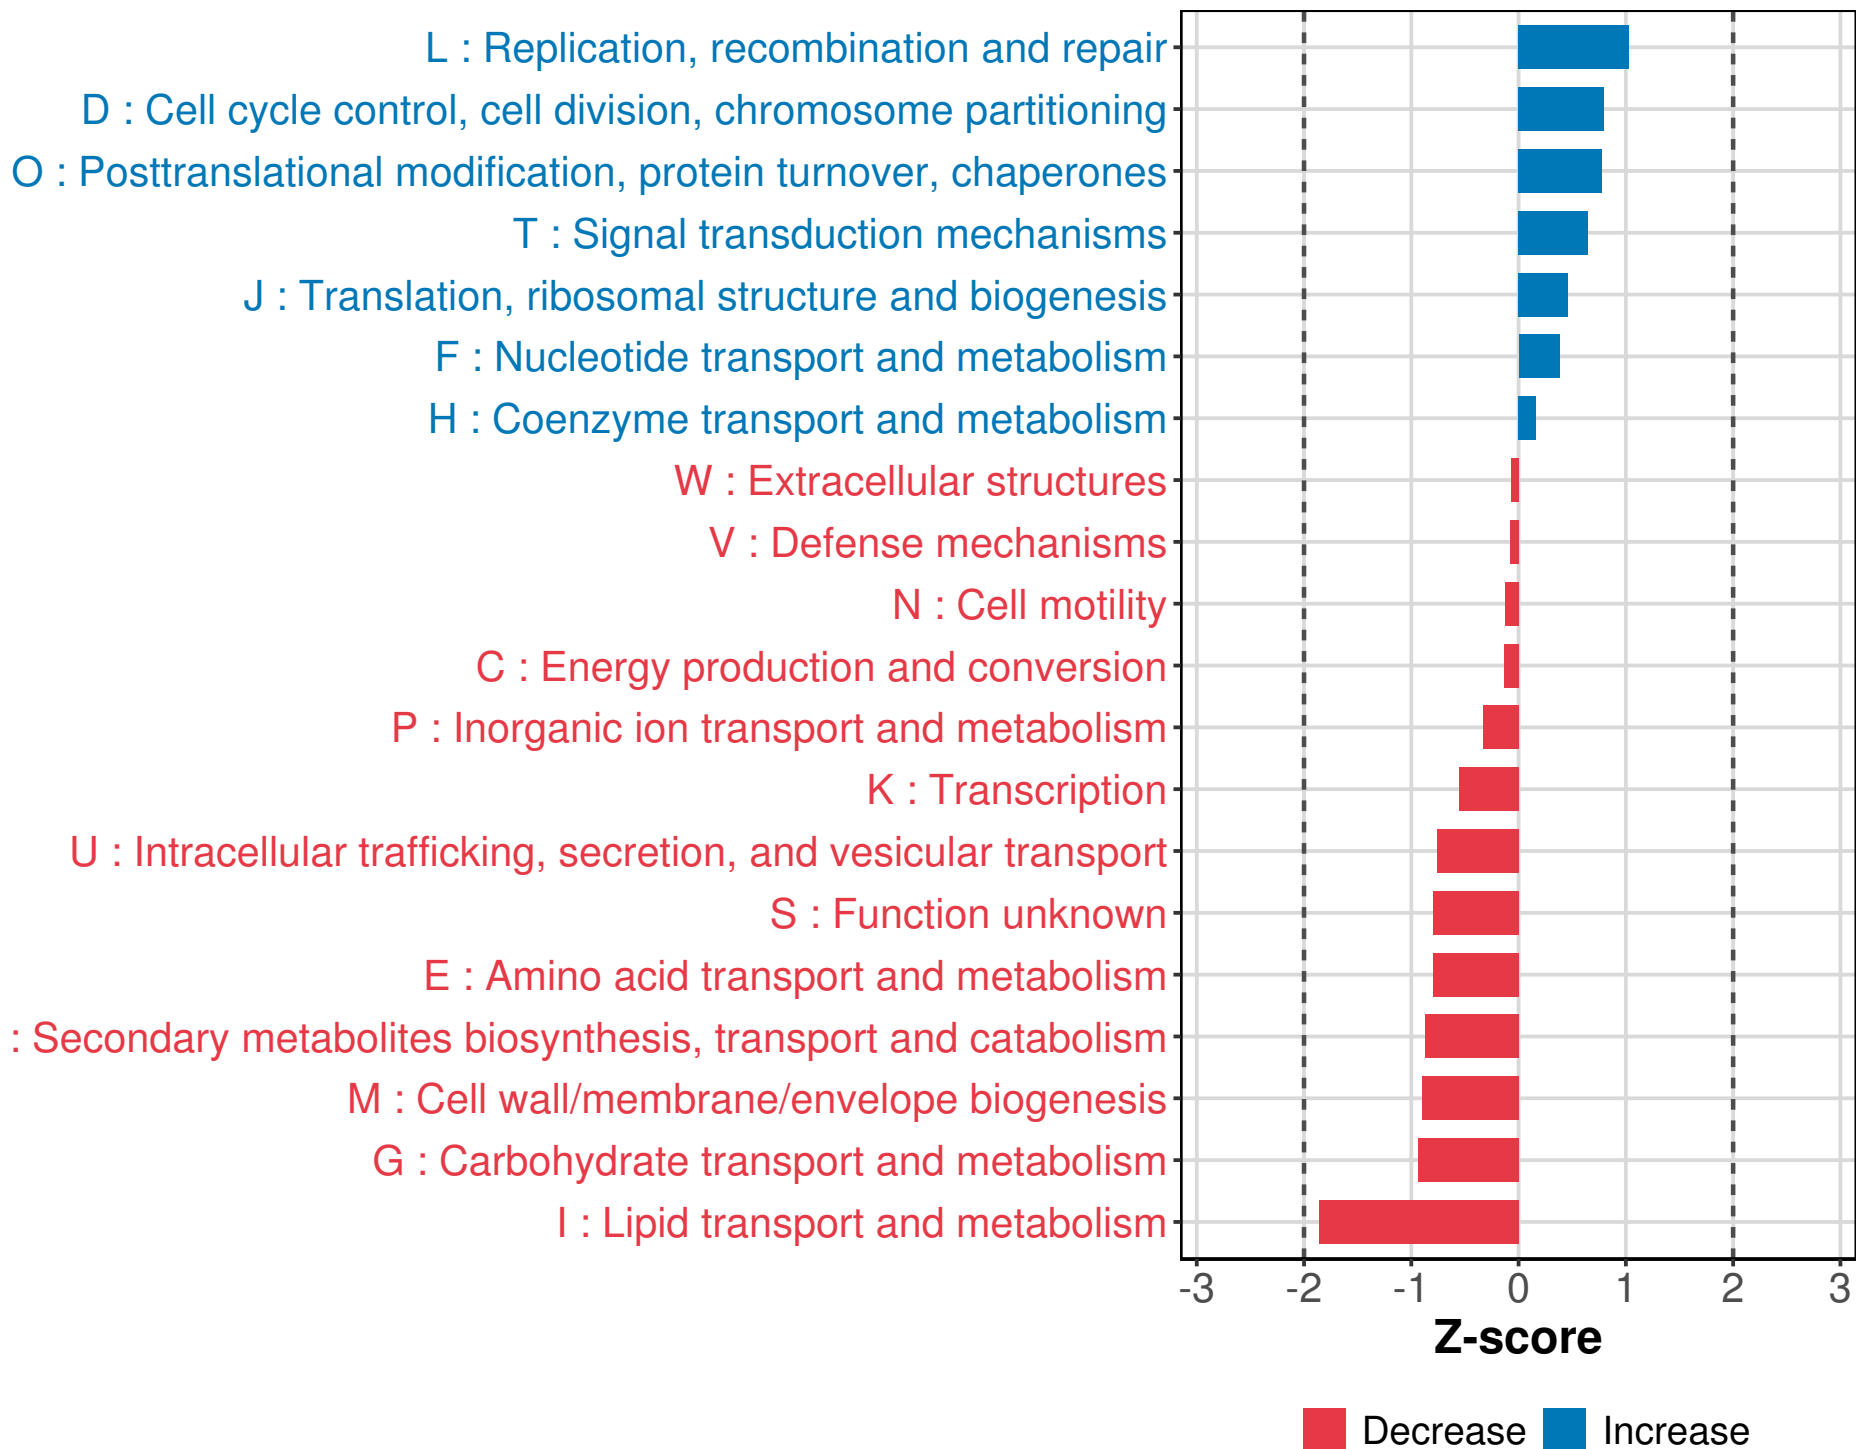 L : Replication, recombination and repair
D : Cell cycle control, cell division, chromosome partitioning
O : Posttranslational modification, protein turnover, chaperones
T : Signal transduction mechanisms
J : Translation, ribosomal structure and biogenesis
F : Nucleotide transport and metabolism
H : Coenzyme transport and metabolism
W : Extracellular structures
V : Defense mechanisms
N : Cell motility
C : Energy production and conversion
P : Inorganic ion transport and metabolism
K : Transcription
U : Intracellular trafficking, secretion, and vesicular transport
S : Function unknown
E : Amino acid transport and metabolism
: Secondary metabolites biosynthesis, transport and catabolism
M : Cell wall/membrane/envelope biogenesis
G : Carbohydrate transport and metabolism
I : Lipid transport and metabolism
-3 -2 -1 0 1 2 3
Z-score
Decrease Increase